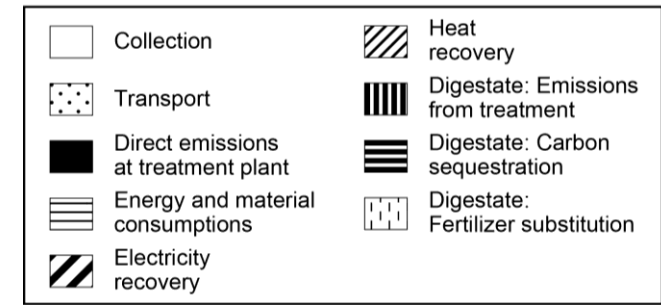 Collection
Transport
Direct emissions
at treatment plant
Energy and material
consumptions
Electricity
recovery
Heat
recovery
Digestate: Emissions
from treatment
Digestate: Carbon
sequestration
Digestate:
Fertilizer substitution